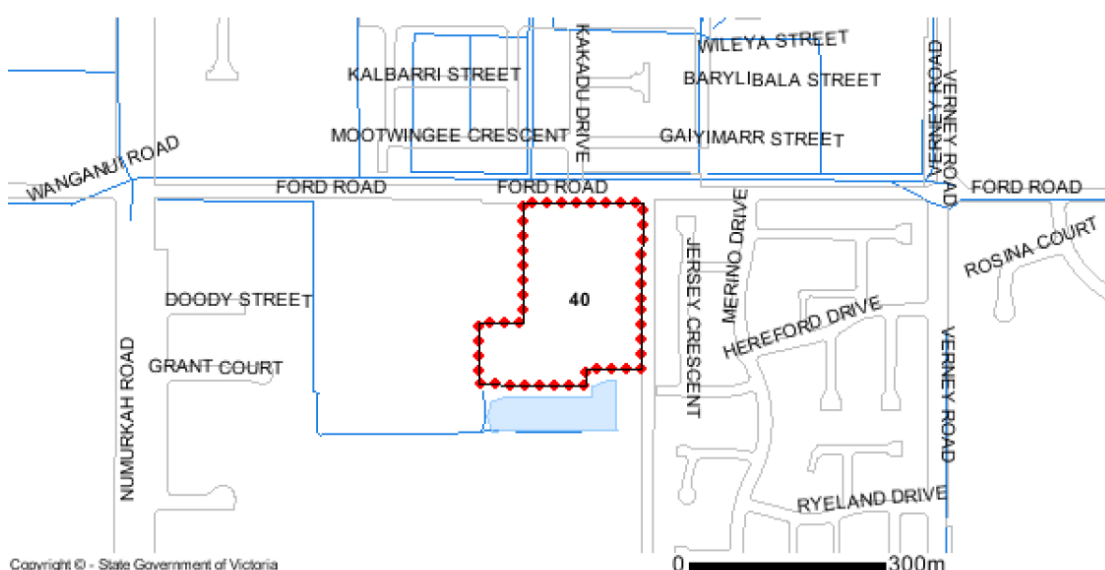 WILEYA STREET
KALBARRI STREET
KAKADU DRIVE
BARYLIBALA STREET
VERNEY ROAD
VERNEY ROAD
MOOTWINGEE CRESCENT
GAIYIMARR STREET
WANGANUI ROAD
FORD ROAD
FORD ROAD
FORD ROAD
ROSINA COURT
JERSEY CRESCENT
MERINO DRIVE
DOODY STREET
40
HEREFORD DRIVE
GRANT COURT
NUMURKAH ROAD
VERNEY ROAD
RYELAND DRIVE
Copyright © - State Government of Victoria
0 300m